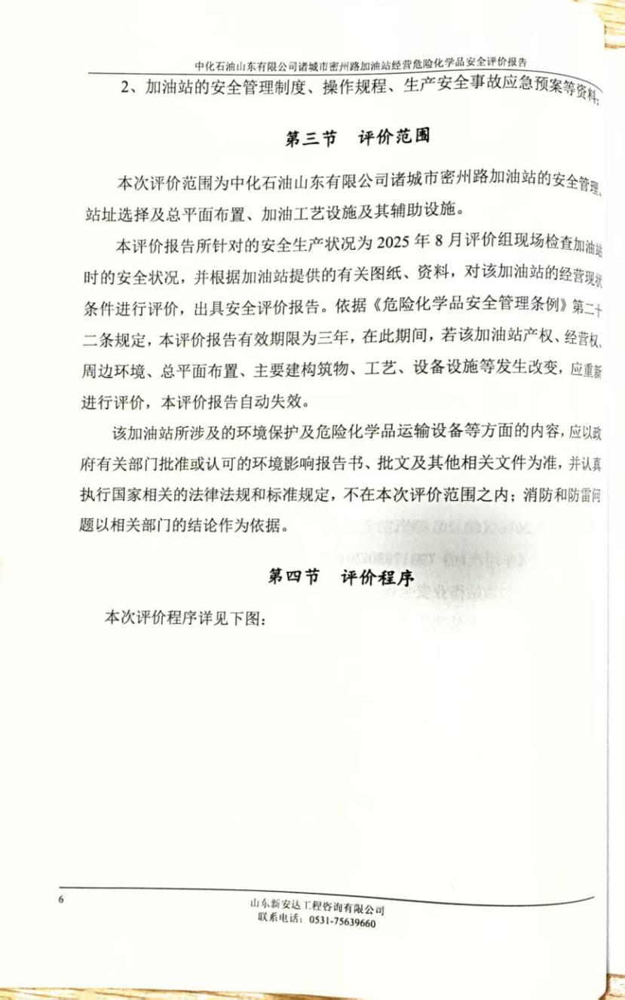 中化石油山东有限公司诸城市密州路加油站经营危险化学品安全评价报告
2、加油站的安全管理制度、操作规程、生产安全事故应急预案等资料；
第三节　评价范围
本次评价范围为中化石油山东有限公司诸城市密州路加油站的安全管理、
站址选择及总平面布置、加油工艺设施及其辅助设施。
本评价报告所针对的安全生产状况为 2025 年 8 月评价组现场检查加油站
时的安全状况，并根据加油站提供的有关图纸、资料，对该加油站的经营现状
条件进行评价，出具安全评价报告。依据《危险化学品安全管理条例》第二十
二条规定，本评价报告有效期限为三年，在此期间，若该加油站产权、经营权、
周边环境、总平面布置、主要建构筑物、工艺、设备设施等发生改变，应重新
进行评价，本评价报告自动失效。
该加油站所涉及的环境保护及危险化学品运输设备等方面的内容，应以政
府有关部门批准或认可的环境影响报告书、批文及其他相关文件为准，并认真
执行国家相关的法律法规和标准规定，不在本次评价范围之内；消防和防雷问
题以相关部门的结论作为依据。
第四节　评价程序
本次评价程序详见下图：
6
山东新安达工程咨询有限公司
联系电话：0531-75639660